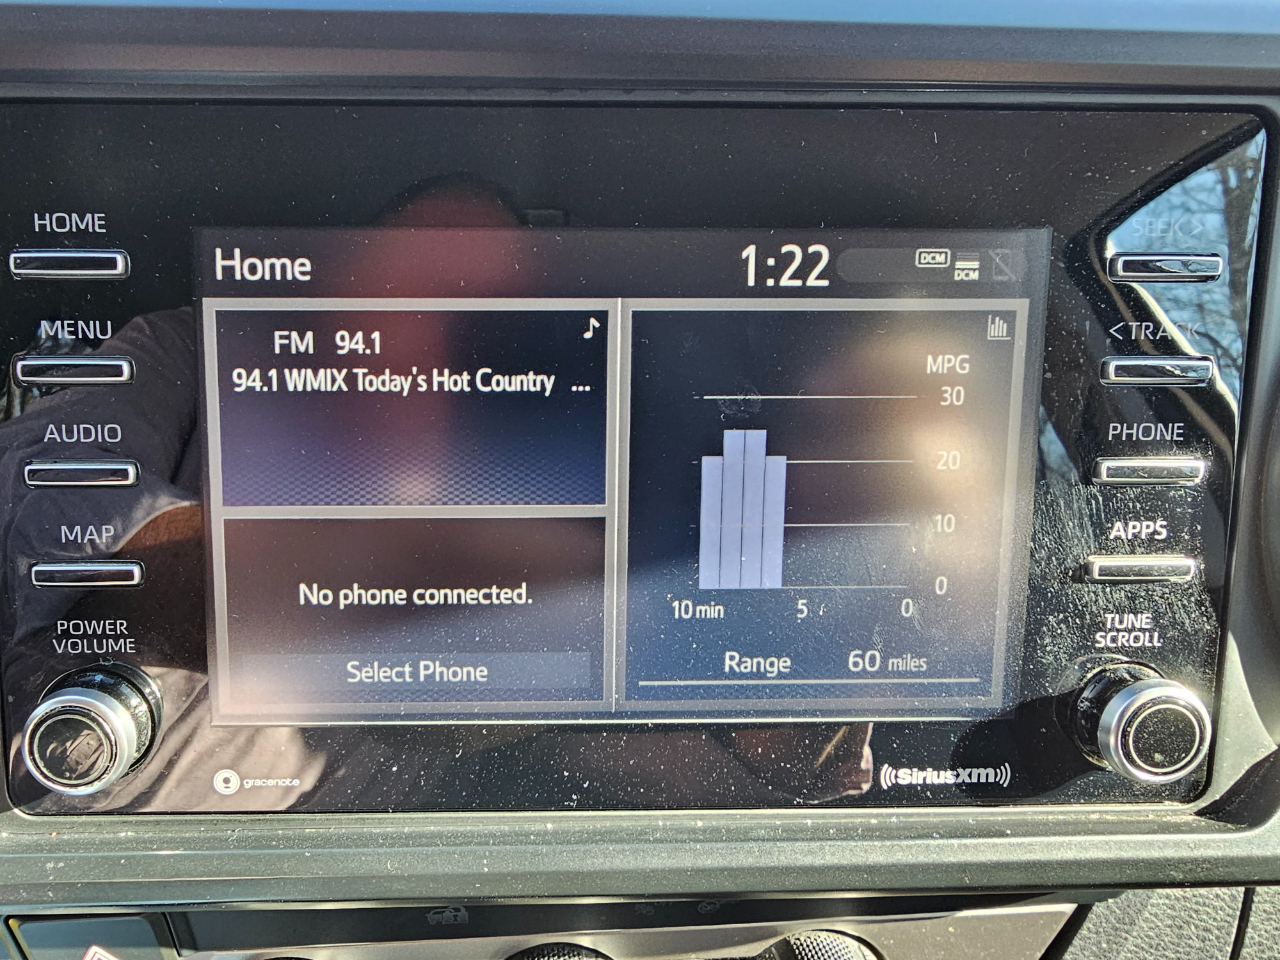 HOME
MENU
AUDIO
MAP
POWER
VOLUME
Home
1:22
DCM
DCM
FM 94.1
94.1 WMIX Today's Hot Country ...
No phone connected.
Select Phone
MPG
30
20
10
0
10 min 5 0
Range 60 miles
SEEK >
< TRACK
PHONE
APPS
TUNE
SCROLL
gracenote
((SiriusXM))